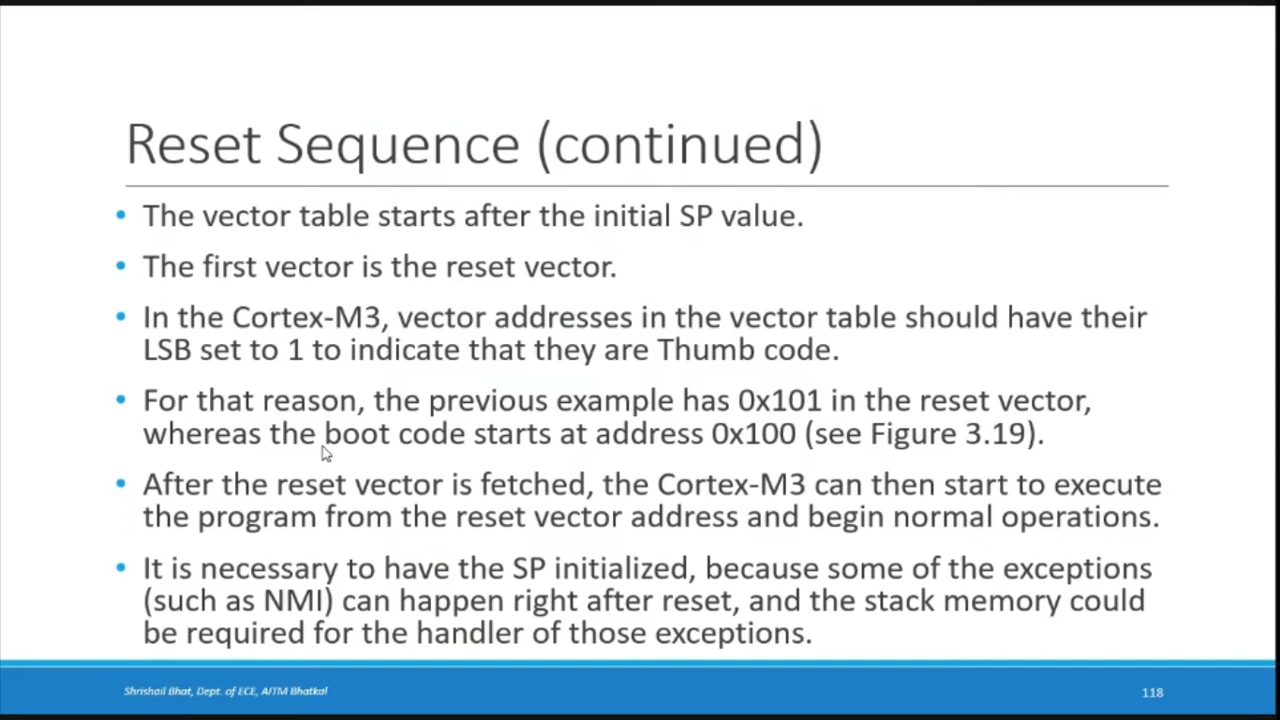 Reset Sequence (continued)
• The vector table starts after the initial SP value.
• The first vector is the reset vector.
• In the Cortex-M3, vector addresses in the vector table should have their
LSB set to 1 to indicate that they are Thumb code.
• For that reason, the previous example has 0x101 in the reset vector,
whereas the boot code starts at address 0x100 (see Figure 3.19).
• After the reset vector is fetched, the Cortex-M3 can then start to execute
the program from the reset vector address and begin normal operations.
• It is necessary to have the SP initialized, because some of the exceptions
(such as NMI) can happen right after reset, and the stack memory could
be required for the handler of those exceptions.
Shrishail Bhat, Dept. of ECE, AITM Bhatkal
118